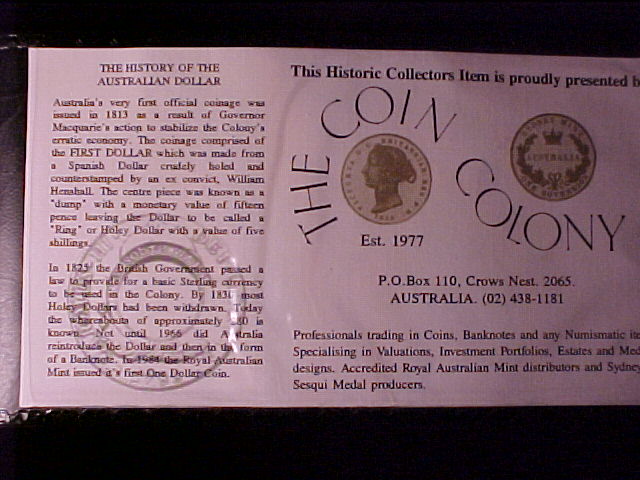 THE HISTORY OF THE
AUSTRALIAN DOLLAR
Australia's very first official coinage was
issued in 1813 as a result of Governor
Macquarie's action to stabilize the Colony's
erratic economy. The coinage comprised of
the FIRST DOLLAR which was made from
a Spanish Dollar crudely holed and
counterstamped by an ex convict, William
Henshall. The centre piece was known as a
"dump" with a monetary value of fifteen
pence leaving the Dollar to be called a
"Ring" or Holey Dollar with a value of five
shillings.
In 1825 the British Government passed a
law to provide for a basic Sterling currency
to be used in the Colony. By 1831 most
Holey Dollars had been withdrawn. Today
the whereabouts of approximately is
known. Not until 1966 did Australia
reintroduce the Dollar and then in the form
of a Banknote. In 1984 the Royal Australian
Mint issued it's first One Dollar Coin.
This Historic Collectors Item is proudly presented b
THE COIN COLONY
VICTORIA D.G. BRITANNIAR
SYDNEY MINT
AUSTRALIA
ONE SOVEREIGN
Est. 1977
P.O.Box 110, Crows Nest. 2065.
AUSTRALIA. (02) 438-1181
Professionals trading in Coins, Banknotes and any Numismatic ite
Specialising in Valuations, Investment Portfolios, Estates and Med
designs. Accredited Royal Australian Mint distributors and Sydney
Sesqui Medal producers.